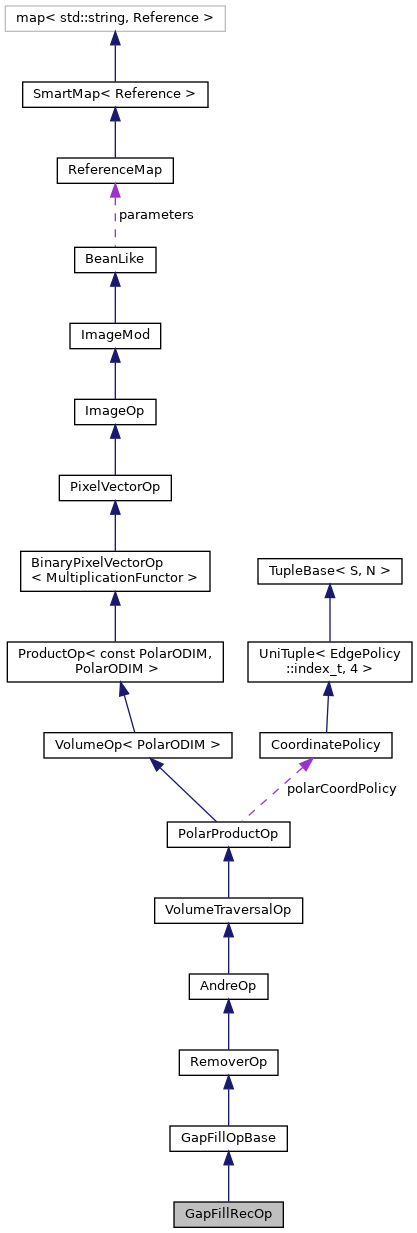 map< std::string, Reference >
SmartMap< Reference >
ReferenceMap
parameters
BeanLike
ImageMod
ImageOp
PixelVectorOp
BinaryPixelVectorOp
< MultiplicationFunctor >
TupleBase< S, N >
ProductOp< const PolarODIM,
PolarODIM >
UniTuple< EdgePolicy
::index_t, 4 >
VolumeOp< PolarODIM >
CoordinatePolicy
polarCoordPolicy
PolarProductOp
VolumeTraversalOp
AndreOp
RemoverOp
GapFillOpBase
GapFillRecOp